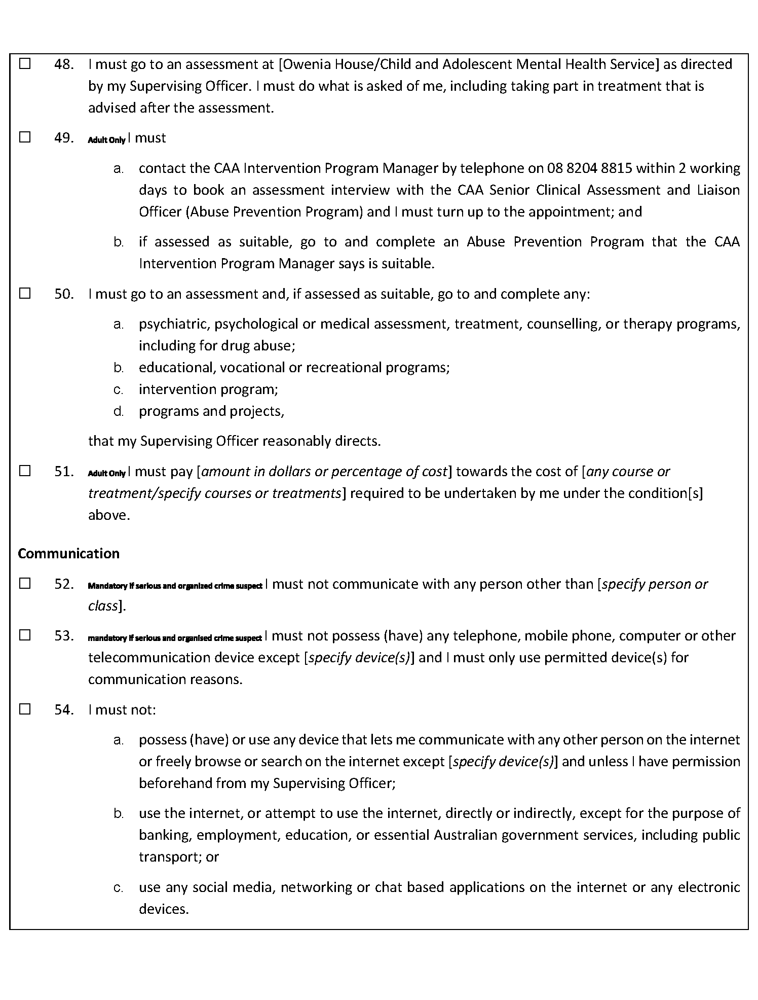 ☐ 48. I must go to an assessment at [Owenia House/Child and Adolescent Mental Health Service] as directed
by my Supervising Officer. I must do what is asked of me, including taking part in treatment that is
advised after the assessment.
☐ 49. Adult Only I must
a. contact the CAA Intervention Program Manager by telephone on 08 8204 8815 within 2 working
days to book an assessment interview with the CAA Senior Clinical Assessment and Liaison
Officer (Abuse Prevention Program) and I must turn up to the appointment; and
b. if assessed as suitable, go to and complete an Abuse Prevention Program that the CAA
Intervention Program Manager says is suitable.
☐ 50. I must go to an assessment and, if assessed as suitable, go to and complete any:
a. psychiatric, psychological or medical assessment, treatment, counselling, or therapy programs,
including for drug abuse;
b. educational, vocational or recreational programs;
c. intervention program;
d. programs and projects,
that my Supervising Officer reasonably directs.
☐ 51. Adult Only I must pay [amount in dollars or percentage of cost] towards the cost of [any course or
treatment/specify courses or treatments] required to be undertaken by me under the condition[s]
above.
Communication
☐ 52. Mandatory if serious and organized crime suspect I must not communicate with any person other than [specify person or
class].
☐ 53. mandatory if serious and organised crime suspect I must not possess (have) any telephone, mobile phone, computer or other
telecommunication device except [specify device(s)] and I must only use permitted device(s) for
communication reasons.
☐ 54. I must not:
a. possess (have) or use any device that lets me communicate with any other person on the internet
or freely browse or search on the internet except [specify device(s)] and unless I have permission
beforehand from my Supervising Officer;
b. use the internet, or attempt to use the internet, directly or indirectly, except for the purpose of
banking, employment, education, or essential Australian government services, including public
transport; or
c. use any social media, networking or chat based applications on the internet or any electronic
devices.